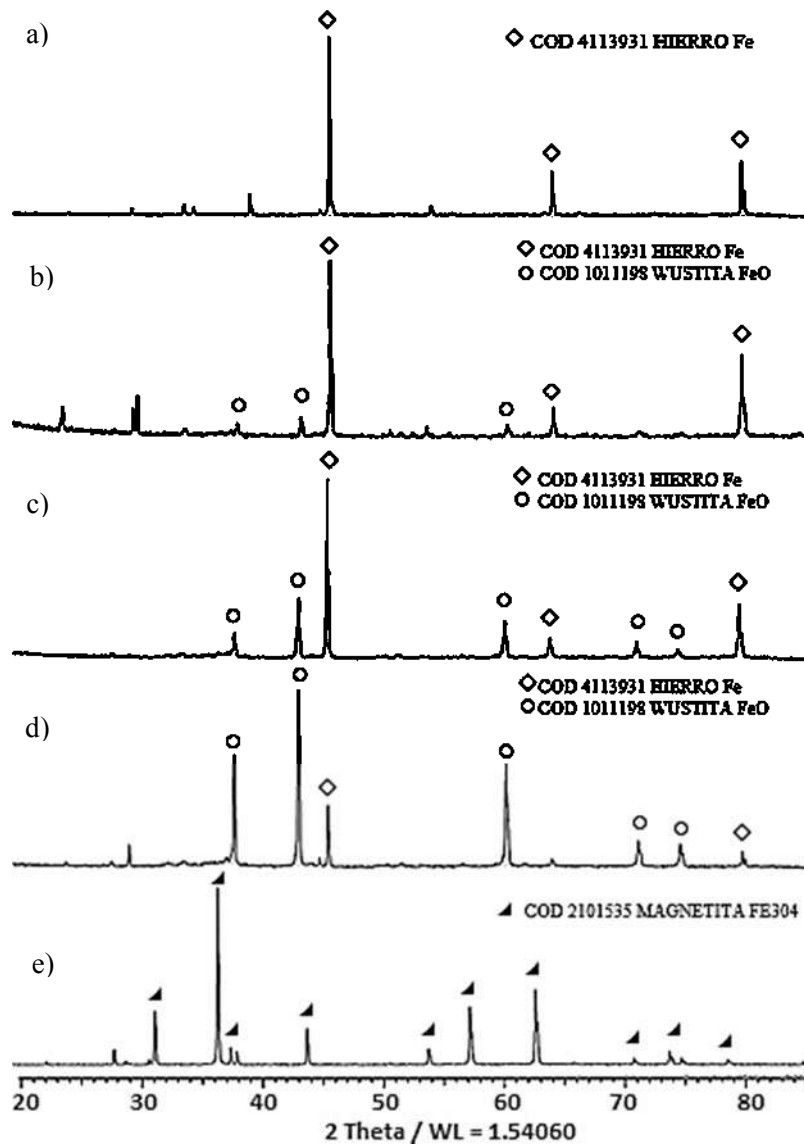 a)
COD 4113931 HIERRO Fe
b)
COD 4113931 HIERRO Fe
COD 1011198 WUSTITA FeO
c)
COD 4113931 HIERRO Fe
COD 1011198 WUSTITA FeO
d)
COD 4113931 HIERRO Fe
COD 1011198 WUSTITA FeO
e)
COD 2101535 MAGNETITA FE304
20 30 40 50 60 70 80
2 Theta / WL = 1.54060